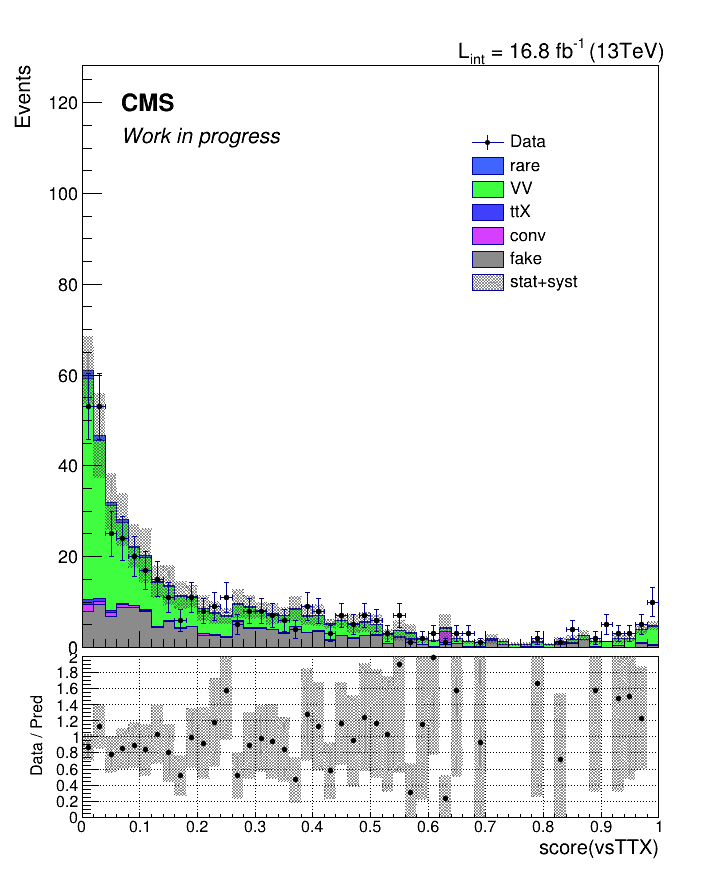 L_int = 16.8 fb^-1 (13TeV)
Events
CMS
Work in progress
Data
rare
VV
ttX
conv
fake
stat+syst
120
100
80
60
40
20
0
Data / Pred
2
1.8
1.6
1.4
1.2
1
0.8
0.6
0.4
0.2
0
0 0.1 0.2 0.3 0.4 0.5 0.6 0.7 0.8 0.9 1
score(vsTTX)